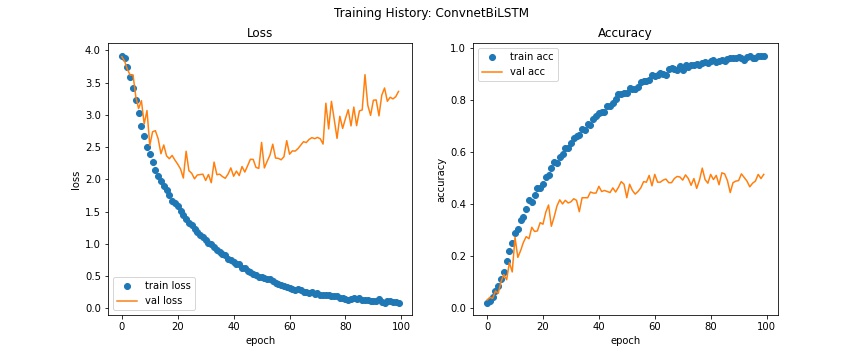 Training History: ConvnetBiLSTM
Loss
4.0
3.5
3.0
2.5
2.0
1.5
1.0
0.5
0.0
loss
train loss
val loss
0
20
40
60
80
100
epoch
Accuracy
1.0
0.8
0.6
0.4
0.2
0.0
accuracy
train acc
val acc
0
20
40
60
80
100
epoch